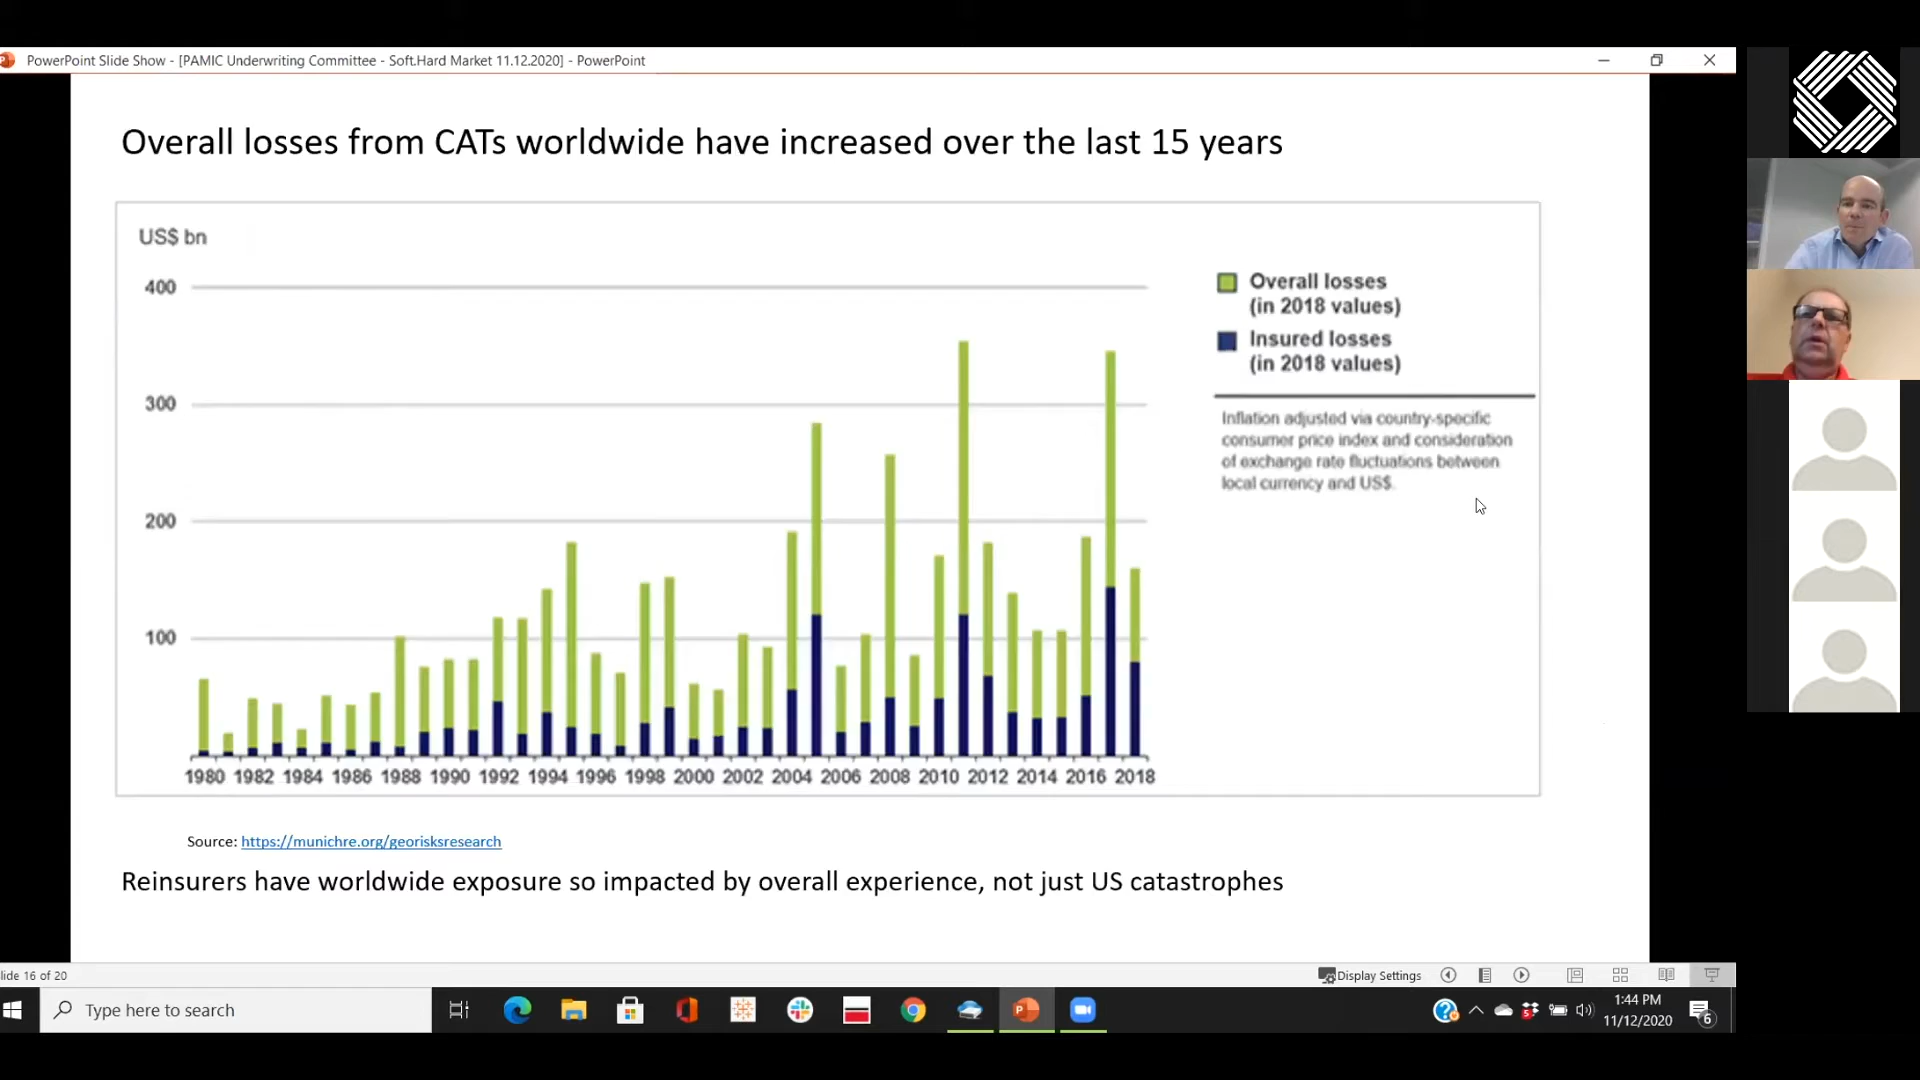 PowerPoint Slide Show - [PAMIC Underwriting Committee - Soft.Hard Market 11.12.2020] - PowerPoint
Overall losses from CATs worldwide have increased over the last 15 years
US$ bn
400
300
200
100
1980 1982 1984 1986 1988 1990 1992 1994 1996 1998 2000 2002 2004 2006 2008 2010 2012 2014 2016 2018
Overall losses
(in 2018 values)
Insured losses
(in 2018 values)
Inflation adjusted via country-specific
consumer price index and consideration
of exchange rate fluctuations between
local currency and US$.
Source: https://munichre.org/georisksresearch
Reinsurers have worldwide exposure so impacted by overall experience, not just US catastrophes
lide 16 of 20
Display Settings
Type here to search
1:44 PM
11/12/2020
6